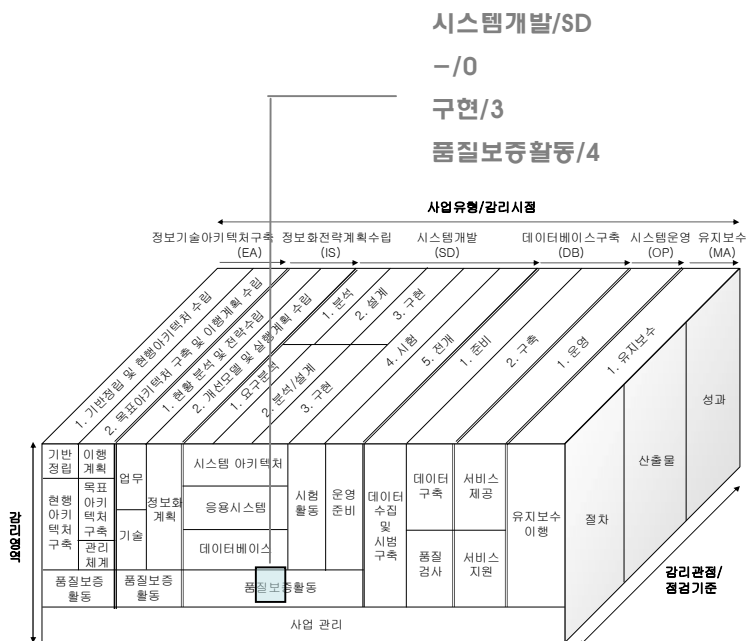 시스템개발/SD
-/0
구현/3
품질보증활동/4
사업유형/감리시점
정보기술아키텍처구축
(EA)
정보화전략계획수립
(IS)
시스템개발
(SD)
데이터베이스구축
(DB)
시스템운영
(OP)
유지보수
(MA)
1. 기반정립 및 현행아키텍처 수립
2. 목표아키텍처 구축 및 이행계획 수립
1. 현황 분석 및 전략수립
2. 개선모델 및 실행계획 수립
1. 분석
2. 설계
3. 구현
1. 요구분석
2. 분석/설계
3. 구현
4. 시험
5. 전개
1. 준비
2. 구축
1. 운영
1. 유지보수
감리영역
기반
정립
이행
계획
현행
아키
텍처
구축
목표
아키
텍처
구축
관리
체계
업무
기술
정보화
계획
시스템 아키텍처
응용시스템
데이터베이스
시험
활동
운영
준비
데이터
수집
및
시범
구축
데이터
구축
품질
검사
서비스
제공
서비스
지원
유지보수
이행
품질보증
활동
품질보증
활동
품질보증활동
사업 관리
절차
산출물
성과
감리관점/
점검기준